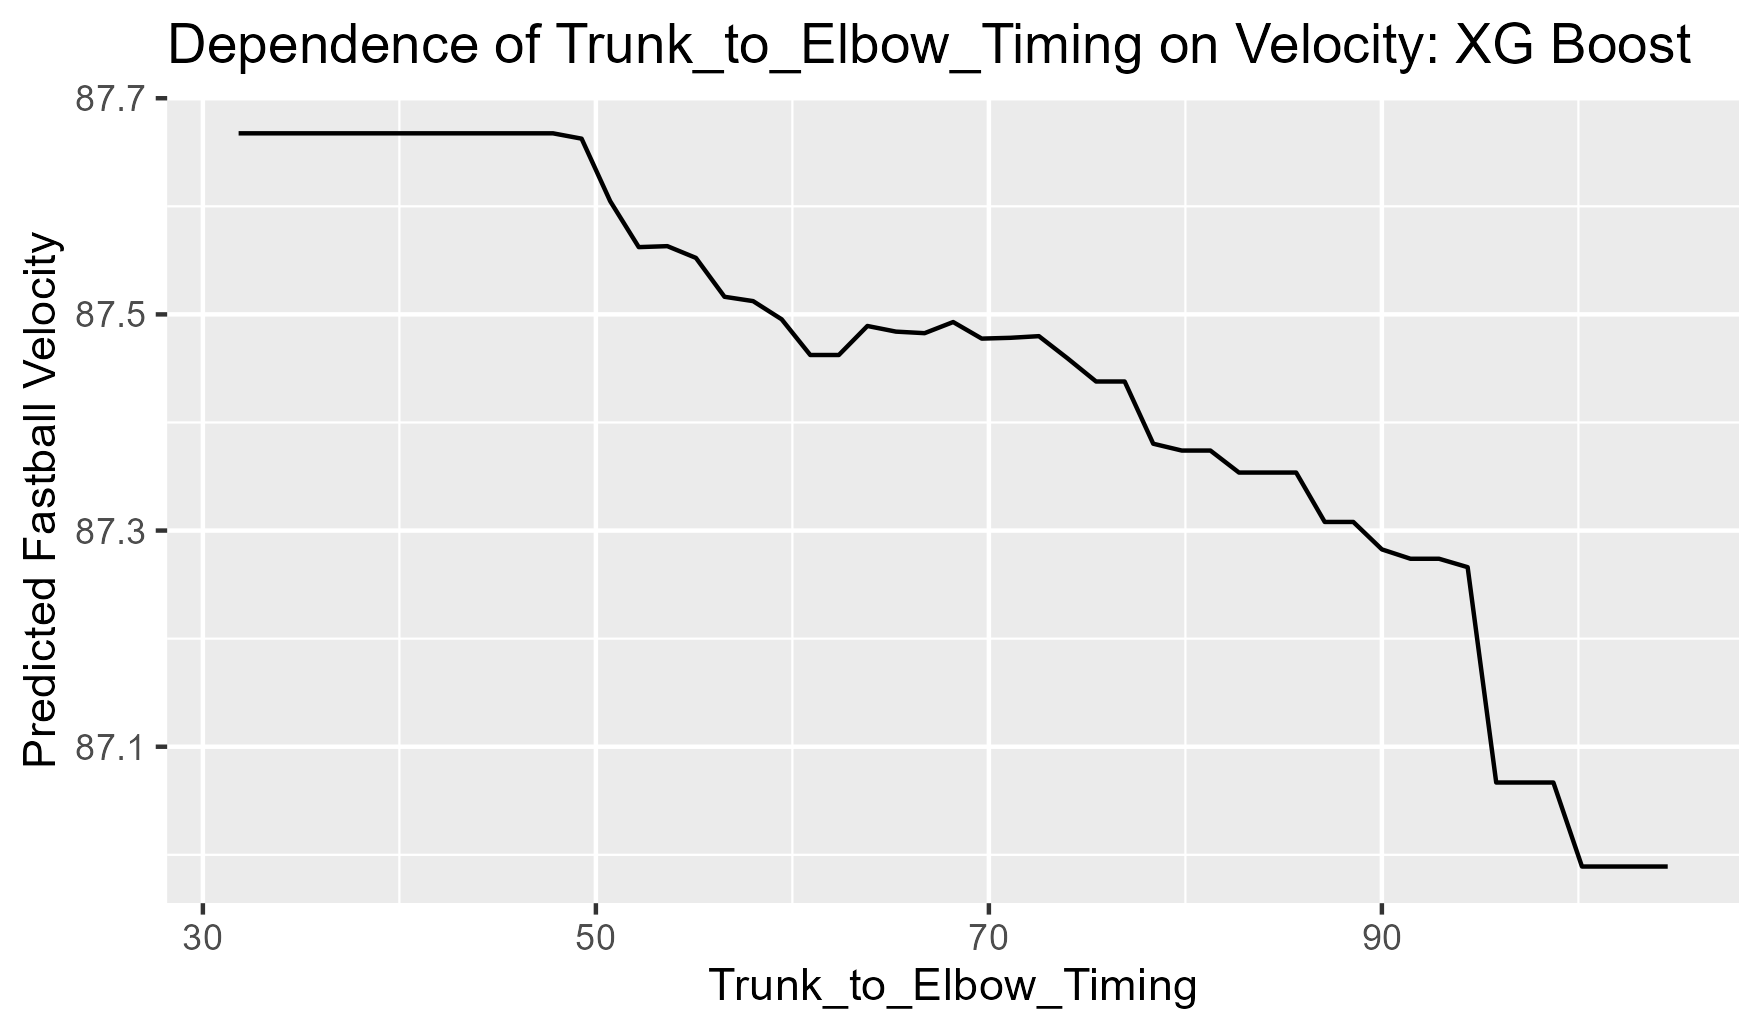 Dependence of Trunk_to_Elbow_Timing on Velocity: XG Boost
87.7
87.5
87.3
87.1
Predicted Fastball Velocity
30 50 70 90
Trunk_to_Elbow_Timing